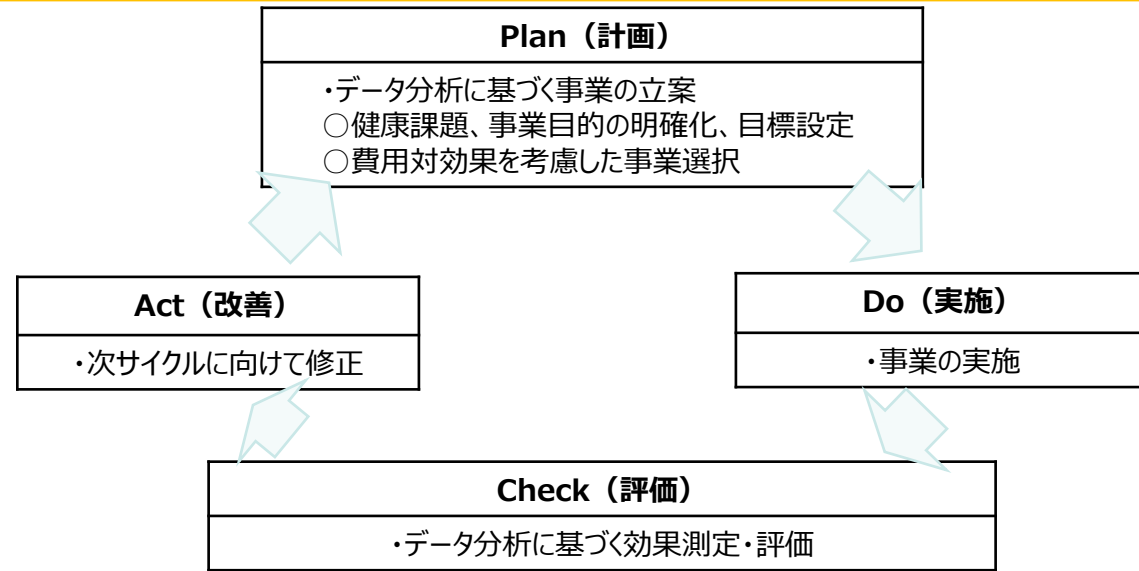 Plan（計画）
・データ分析に基づく事業の立案
○健康課題、事業目的の明確化、目標設定
○費用対効果を考慮した事業選択
Act（改善）
・次サイクルに向けて修正
Do（実施）
・事業の実施
Check（評価）
・データ分析に基づく効果測定・評価